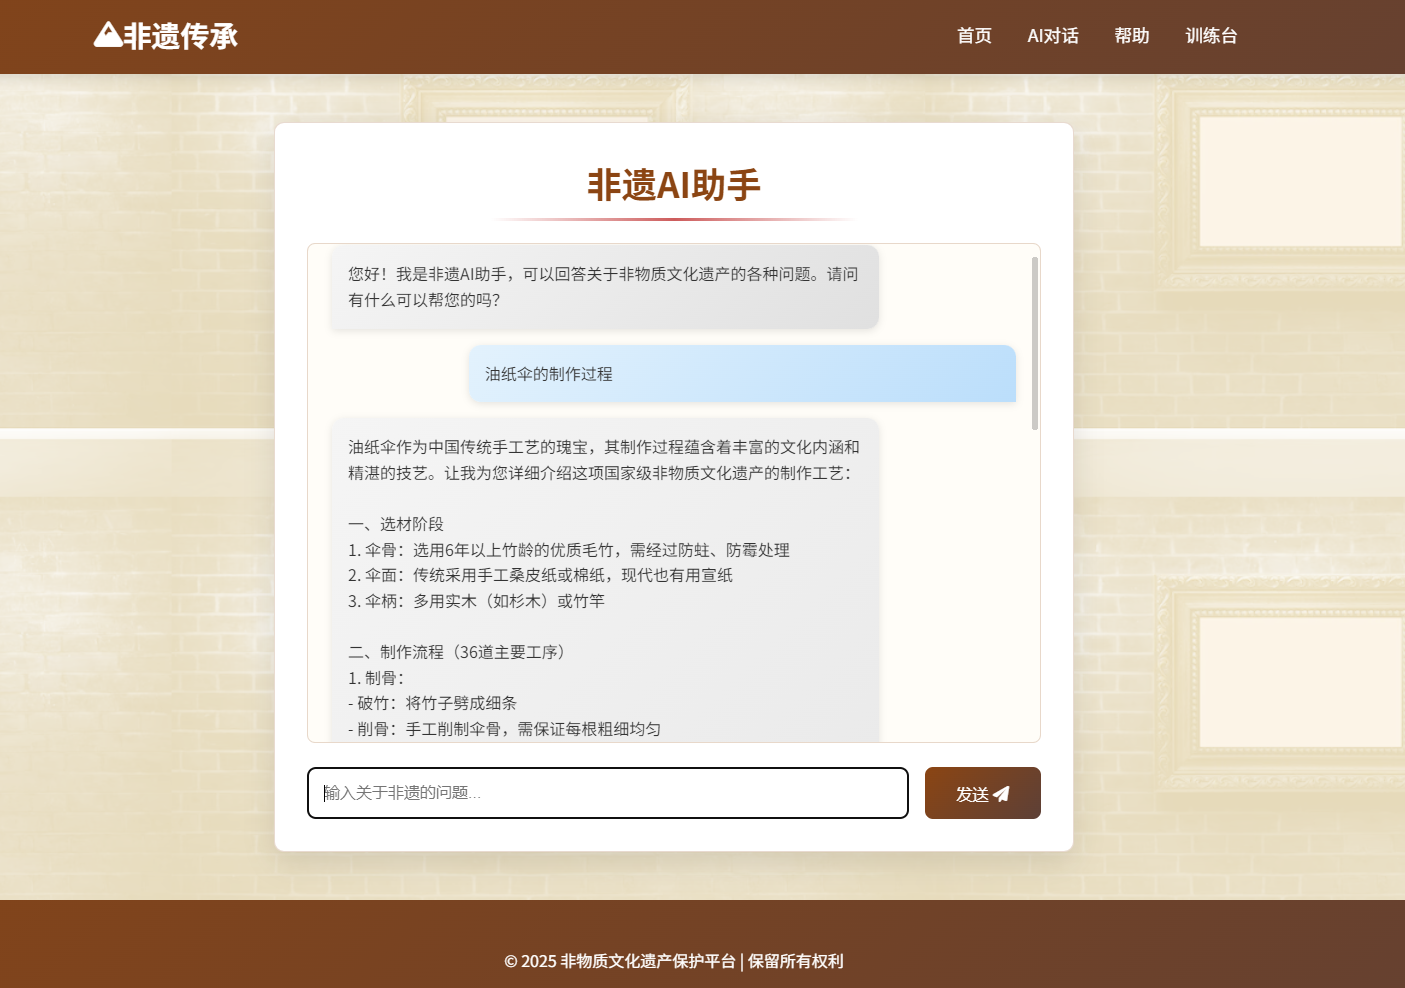 非遗传承
首页 AI对话 帮助 训练台
非遗AI助手
您好！我是非遗AI助手，可以回答关于非物质文化遗产的各种问题。请问
有什么可以帮您的吗？
油纸伞的制作过程
油纸伞作为中国传统手工艺的瑰宝，其制作过程蕴含着丰富的文化内涵和
精湛的技艺。让我为您详细介绍这项国家级非物质文化遗产的制作工艺：
一、选材阶段
1. 伞骨：选用6年以上竹龄的优质毛竹，需经过防蛀、防霉处理
2. 伞面：传统采用手工桑皮纸或棉纸，现代也有用宣纸
3. 伞柄：多用实木（如杉木）或竹竿
二、制作流程（36道主要工序）
1. 制骨：
- 破竹：将竹子劈成细条
- 削骨：手工削制伞骨，需保证每根粗细均匀
输入关于非遗的问题...
发送
© 2025 非物质文化遗产保护平台 | 保留所有权利